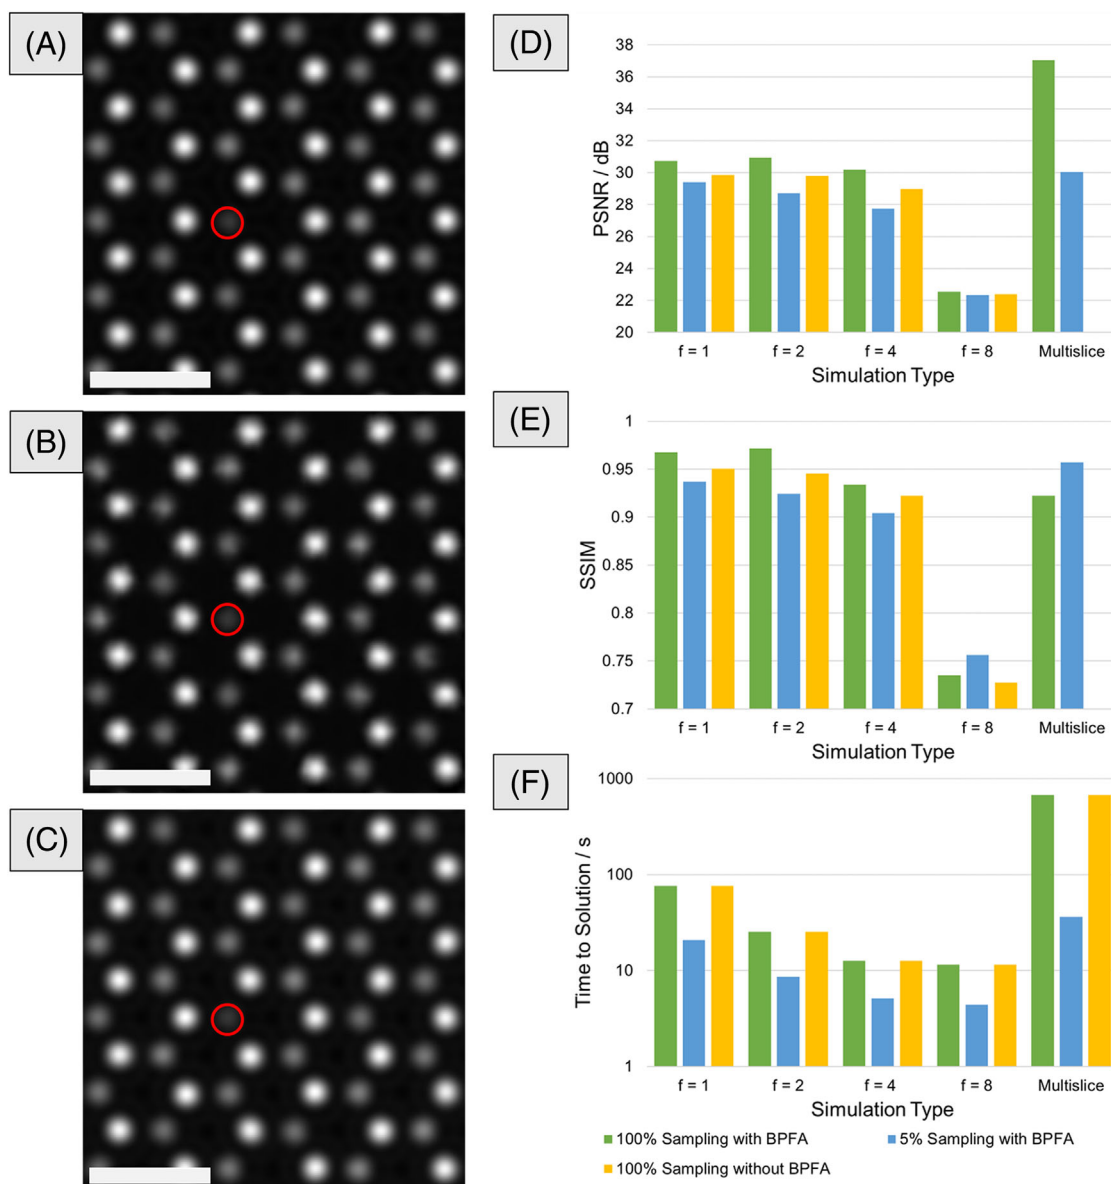 (A)
(B)
(C)
(D)
38
36
34
32
30
28
26
24
22
20
PSNR / dB
f = 1 f = 2 f = 4 f = 8 Multislice
Simulation Type
(E)
1
0.95
0.9
0.85
0.8
0.75
0.7
SSIM
f = 1 f = 2 f = 4 f = 8 Multislice
Simulation Type
(F)
1000
100
10
1
Time to Solution / s
f = 1 f = 2 f = 4 f = 8 Multislice
Simulation Type
100% Sampling with BPFA 5% Sampling with BPFA
100% Sampling without BPFA